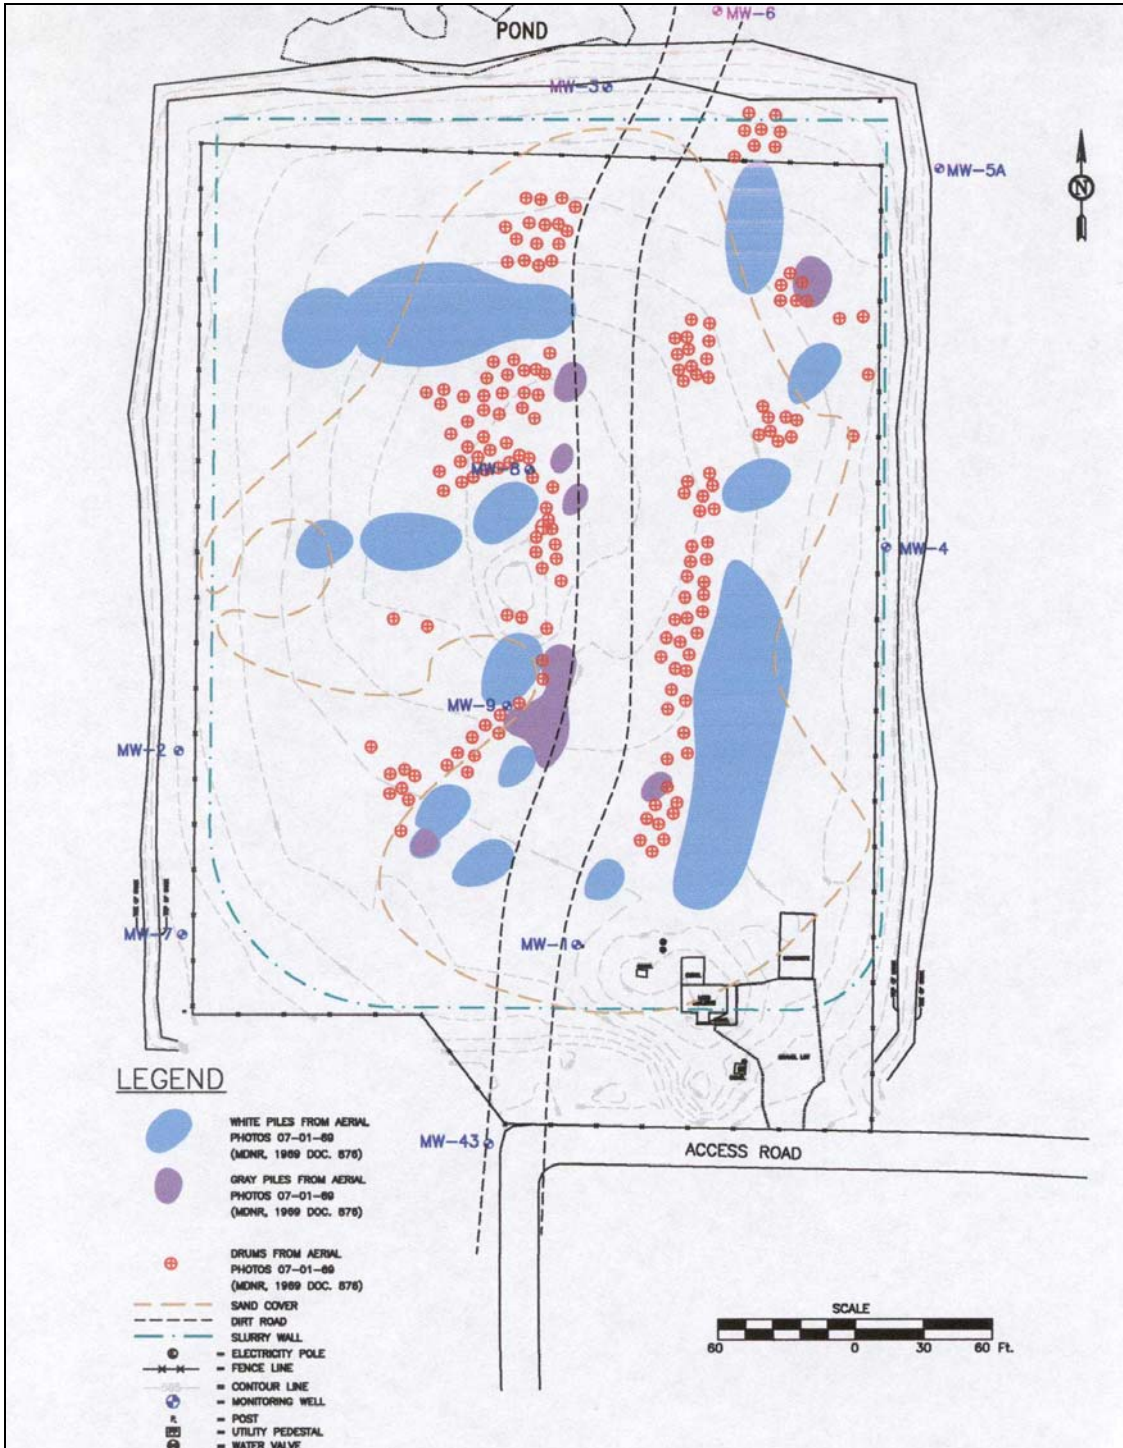 MW-6
POND
MW-3
MW-5A
N
MW-8
MW-4
MW-9
MW-2
MW-7
MW-1
LEGEND
WHITE PILES FROM AERIAL
PHOTOS 07-01-69
(MDNR, 1969 DOC. 876)
MW-43
ACCESS ROAD
GRAY PILES FROM AERIAL
PHOTOS 07-01-69
(MDNR, 1969 DOC. 876)
DRUMS FROM AERIAL
PHOTOS 07-01-69
(MDNR, 1969 DOC. 876)
SAND COVER
DIRT ROAD
SLURRY WALL
= ELECTRICITY POLE
= FENCE LINE
= CONTOUR LINE
= MONITORING WELL
= POST
= UTILITY PEDESTAL
= WATER VALVE
SCALE
60 0 30 60 Ft.